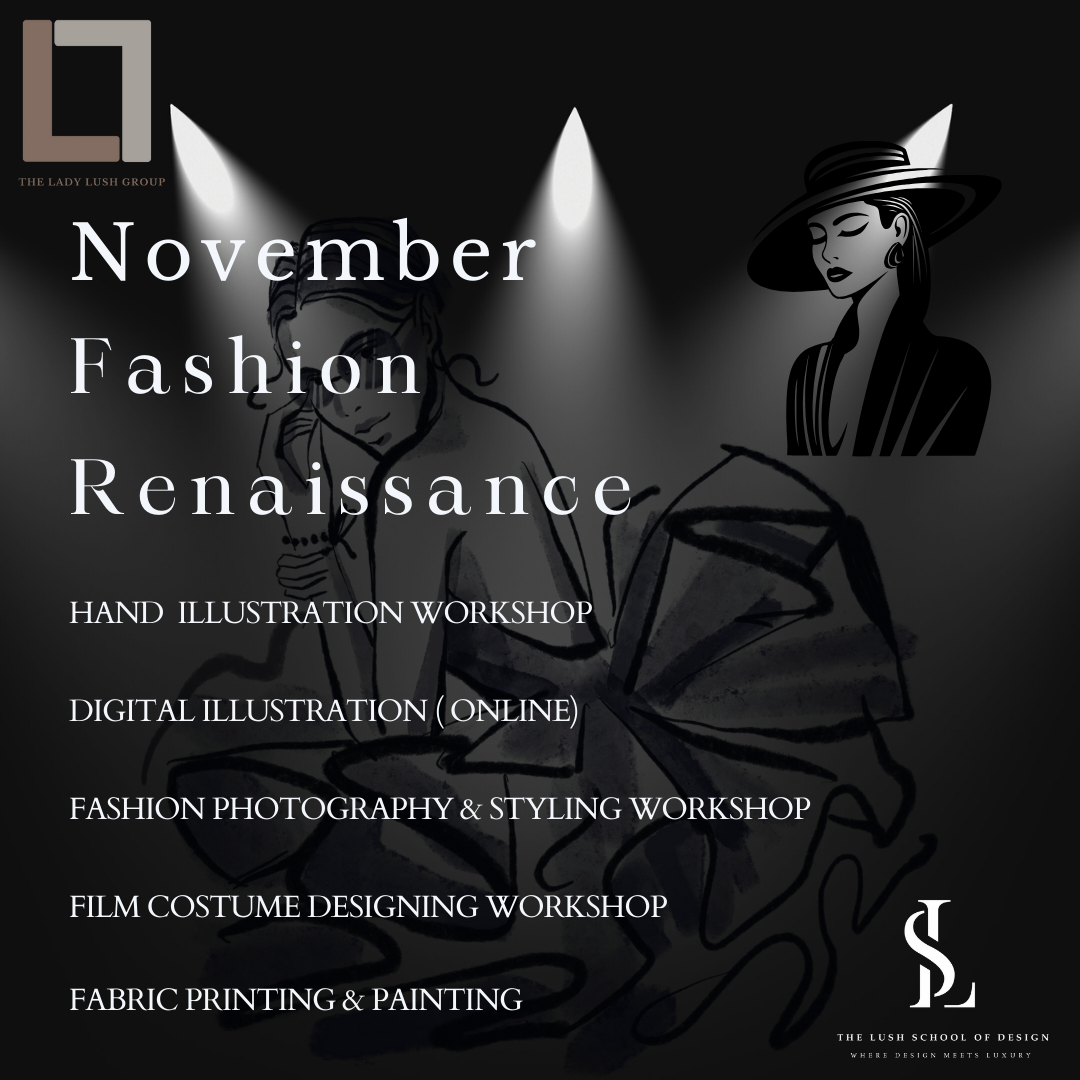 THE LADY LUSH GROUP
November
Fashion
Renaissance
HAND ILLUSTRATION WORKSHOP
DIGITAL ILLUSTRATION ( ONLINE)
FASHION PHOTOGRAPHY & STYLING WORKSHOP
FILM COSTUME DESIGNING WORKSHOP
FABRIC PRINTING & PAINTING
SL
THE LUSH SCHOOL OF DESIGN
WHERE DESIGN MEETS LUXURY